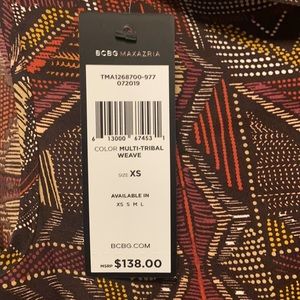 BCBGMAXAZRIA
TMA1268700-977
072019
6 13000 67453 1
COLOR MULTI-TRIBAL
WEAVE
SIZE XS
AVAILABLE IN
XS S M L
BCBG.COM
MSRP $138.00